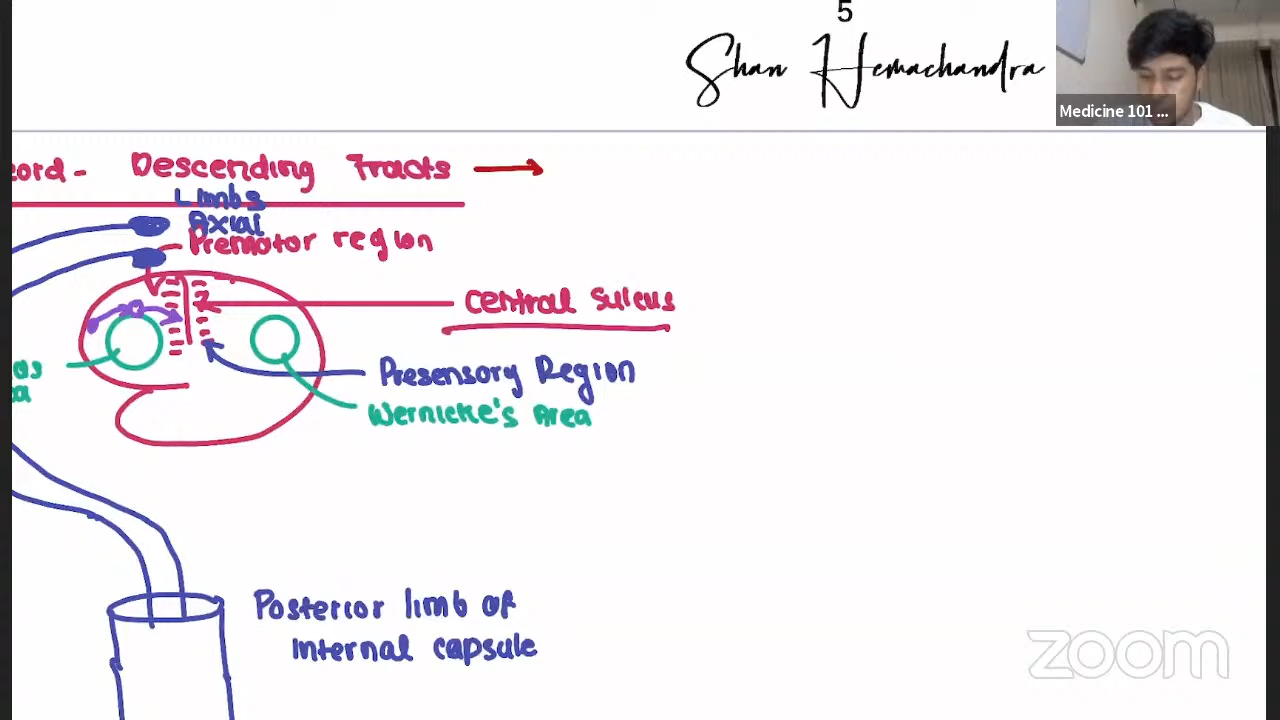 5
Shan Hemachandra
Medicine 101 ...
cord - Descending Tracts
Limbs
Axial
Premotor region
Central Sulcus
Presensory Region
Wernicke's Area
Posterior limb of
internal capsule
zoom